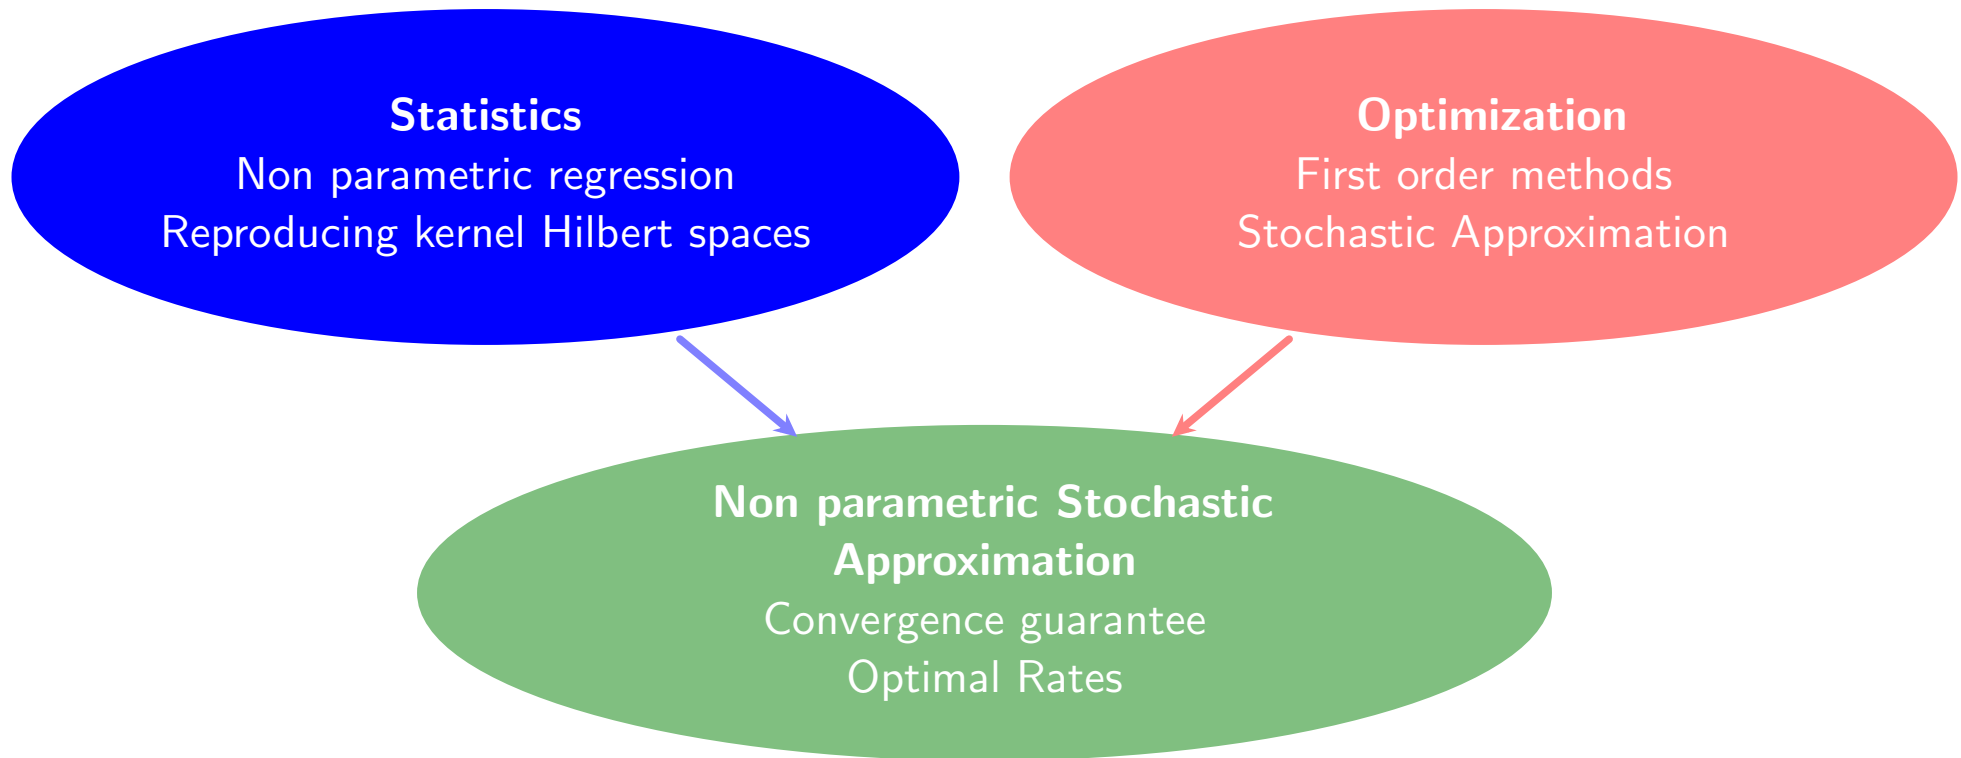 Statistics
Non parametric regression
Reproducing kernel Hilbert spaces
Optimization
First order methods
Stochastic Approximation
Non parametric Stochastic
Approximation
Convergence guarantee
Optimal Rates